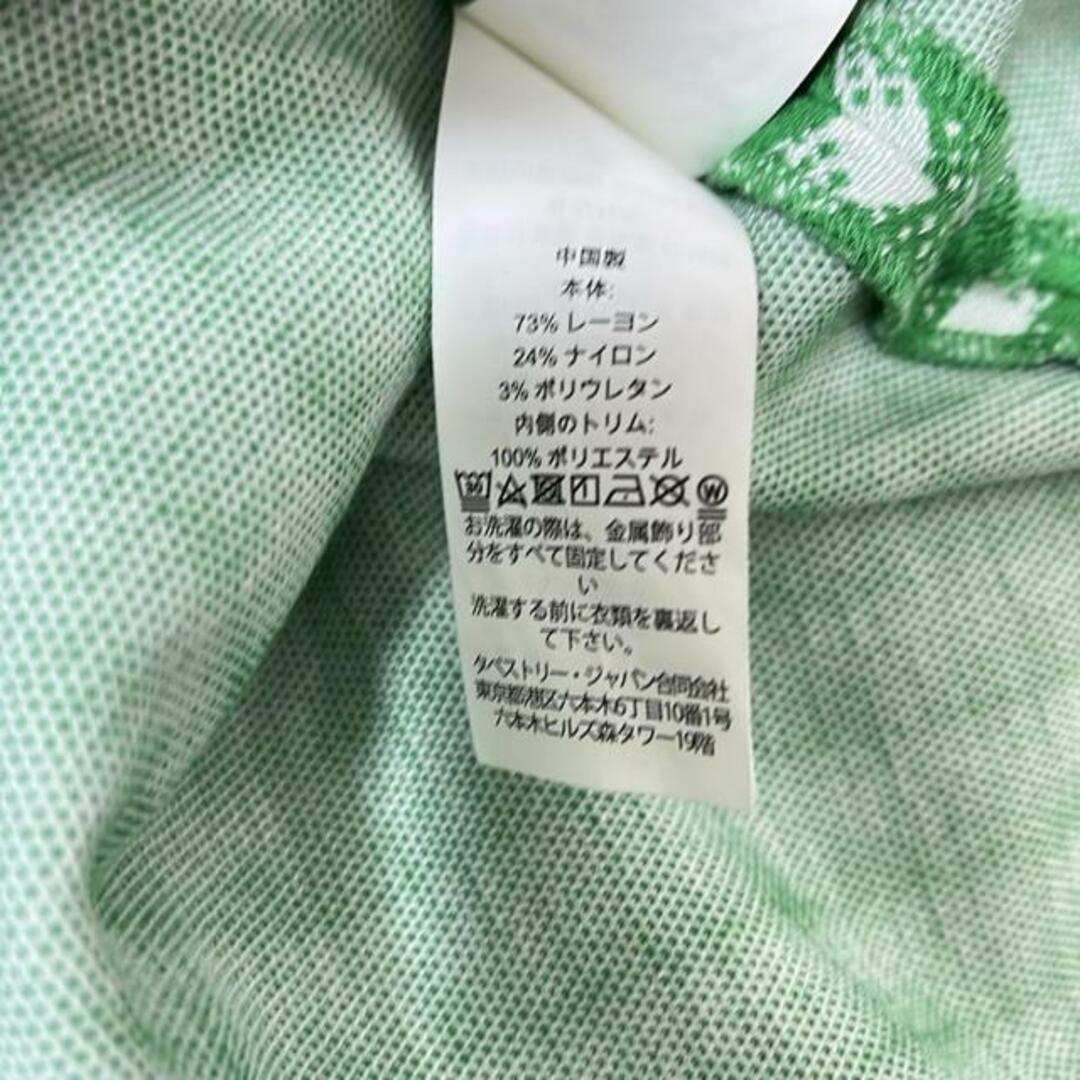 中国製
本体:
73% レーヨン
24% ナイロン
3% ポリウレタン
内側のトリム:
100% ポリエステル
お洗濯の際は、金属飾り部
分をすべて固定してくださ
い
洗濯する前に衣類を裏返し
て下さい。
タペストリー・ジャパン合同会社
東京都港区六本木6丁目10番1号
六本木ヒルズ森タワー19階